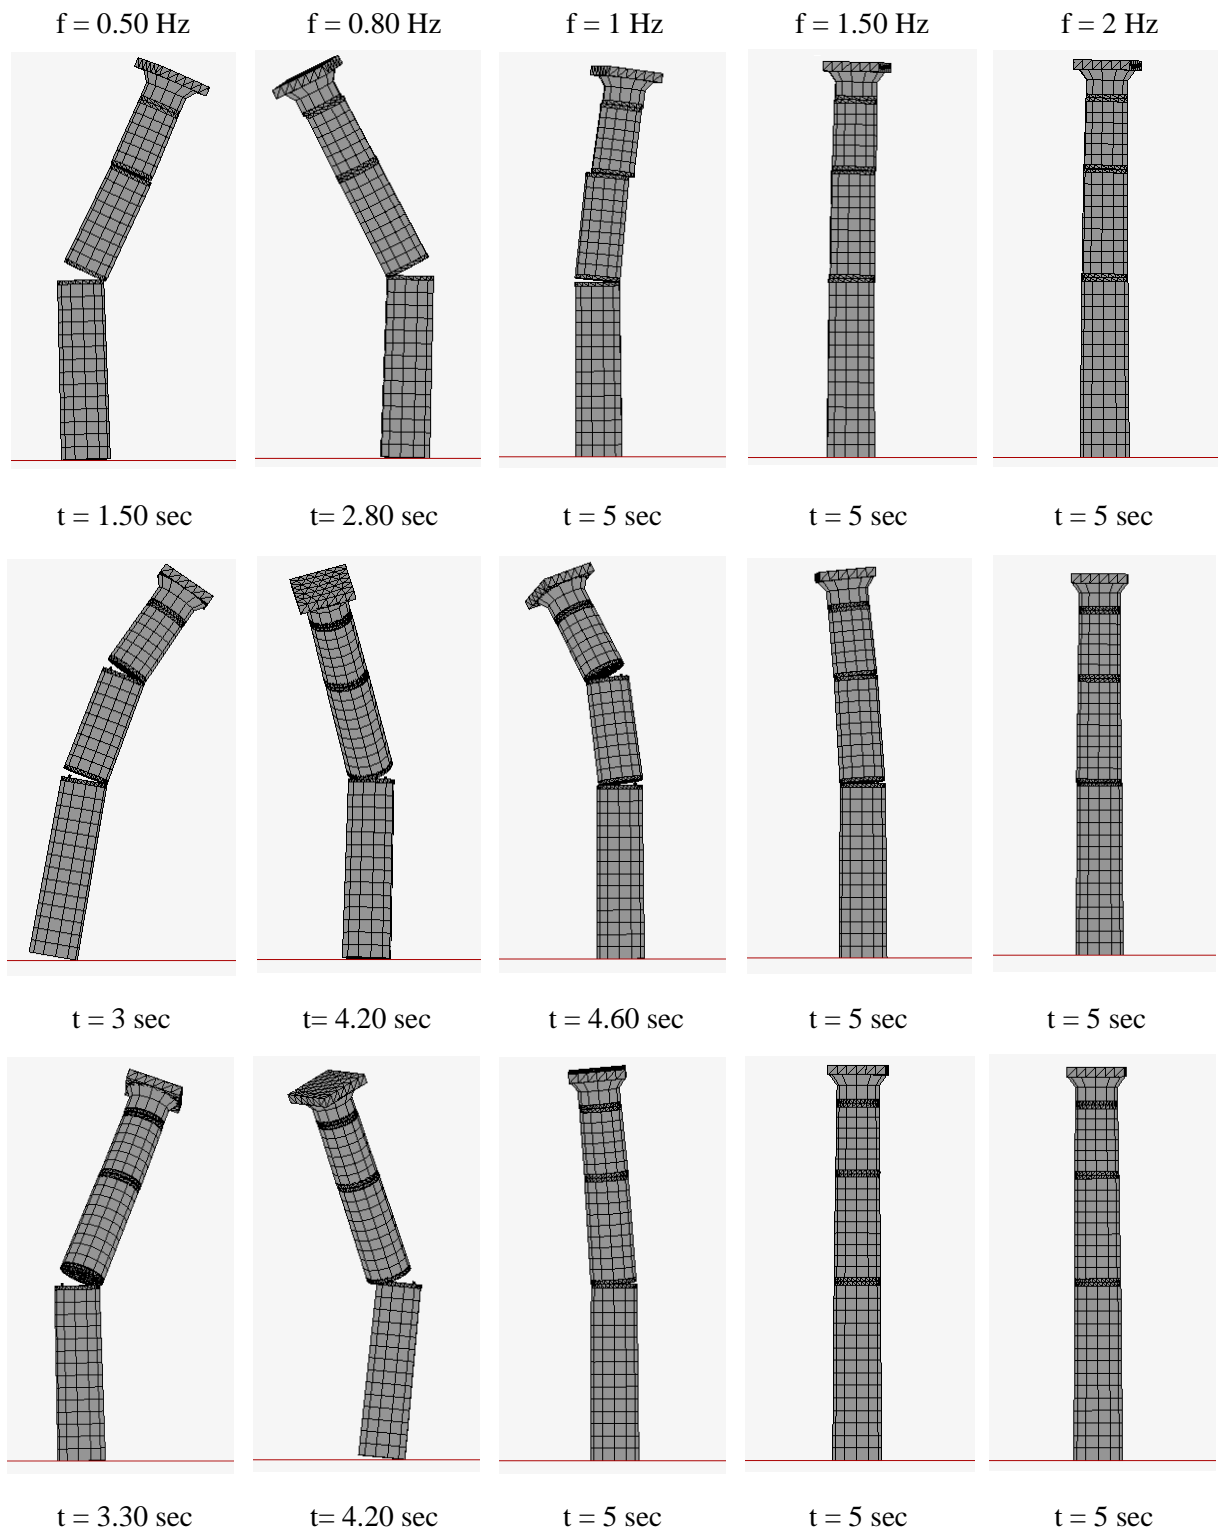 f = 0.50 Hz f = 0.80 Hz f = 1 Hz f = 1.50 Hz f = 2 Hz
t = 1.50 sec t= 2.80 sec t = 5 sec t = 5 sec t = 5 sec
t = 3 sec t= 4.20 sec t = 4.60 sec t = 5 sec t = 5 sec
t = 3.30 sec t= 4.20 sec t = 5 sec t = 5 sec t = 5 sec